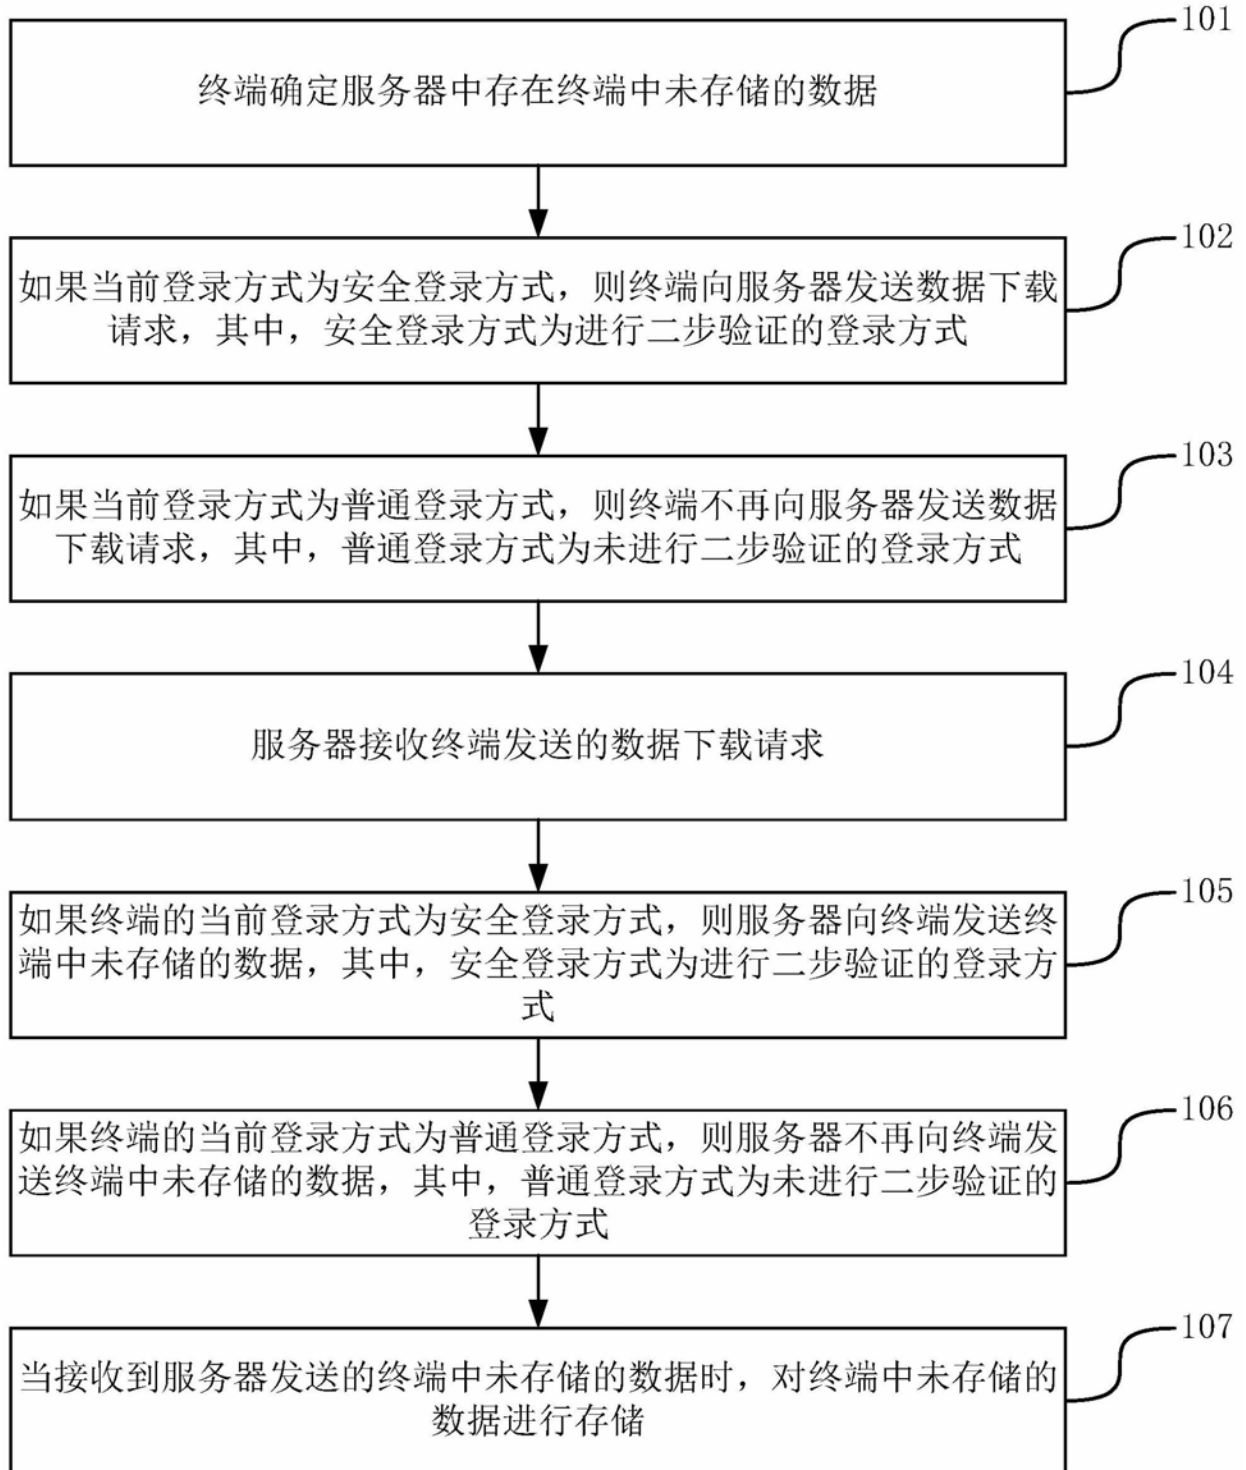 101
终端确定服务器中存在终端中未存储的数据
102
如果当前登录方式为安全登录方式，则终端向服务器发送数据下载
请求，其中，安全登录方式为进行二步验证的登录方式
103
如果当前登录方式为普通登录方式，则终端不再向服务器发送数据
下载请求，其中，普通登录方式为未进行二步验证的登录方式
104
服务器接收终端发送的数据下载请求
105
如果终端的当前登录方式为安全登录方式，则服务器向终端发送终
端中未存储的数据，其中，安全登录方式为进行二步验证的登录方
式
106
如果终端的当前登录方式为普通登录方式，则服务器不再向终端发
送终端中未存储的数据，其中，普通登录方式为未进行二步验证的
登录方式
107
当接收到服务器发送的终端中未存储的数据时，对终端中未存储的
数据进行存储